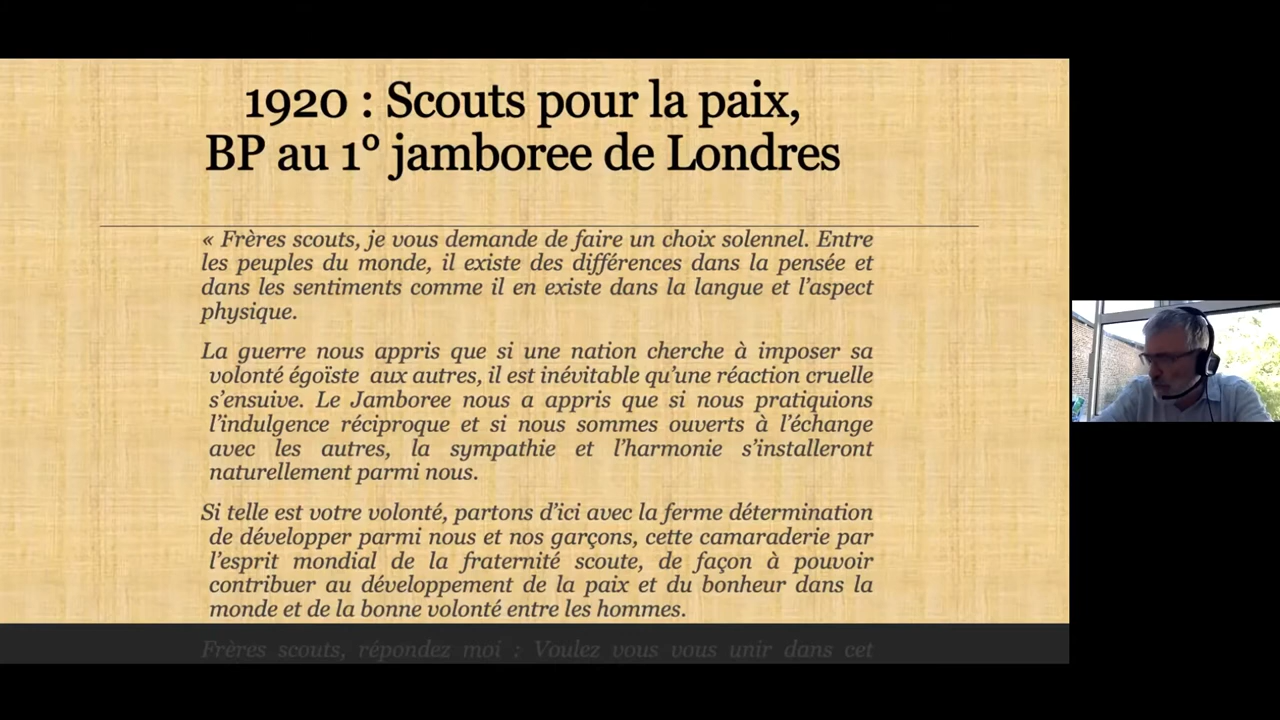 1920 : Scouts pour la paix,
BP au 1° jamboree de Londres
« Frères scouts, je vous demande de faire un choix solennel. Entre
les peuples du monde, il existe des différences dans la pensée et
dans les sentiments comme il en existe dans la langue et l’aspect
physique.
La guerre nous appris que si une nation cherche à imposer sa
volonté égoïste aux autres, il est inévitable qu’une réaction cruelle
s’ensuive. Le Jamboree nous a appris que si nous pratiquions
l’indulgence réciproque et si nous sommes ouverts à l’échange
avec les autres, la sympathie et l’harmonie s’installeront
naturellement parmi nous.
Si telle est votre volonté, partons d’ici avec la ferme détermination
de développer parmi nous et nos garçons, cette camaraderie par
l’esprit mondial de la fraternité scoute, de façon à pouvoir
contribuer au développement de la paix et du bonheur dans la
monde et de la bonne volonté entre les hommes.
Frères scouts, répondez moi : Voulez vous vous unir dans cet